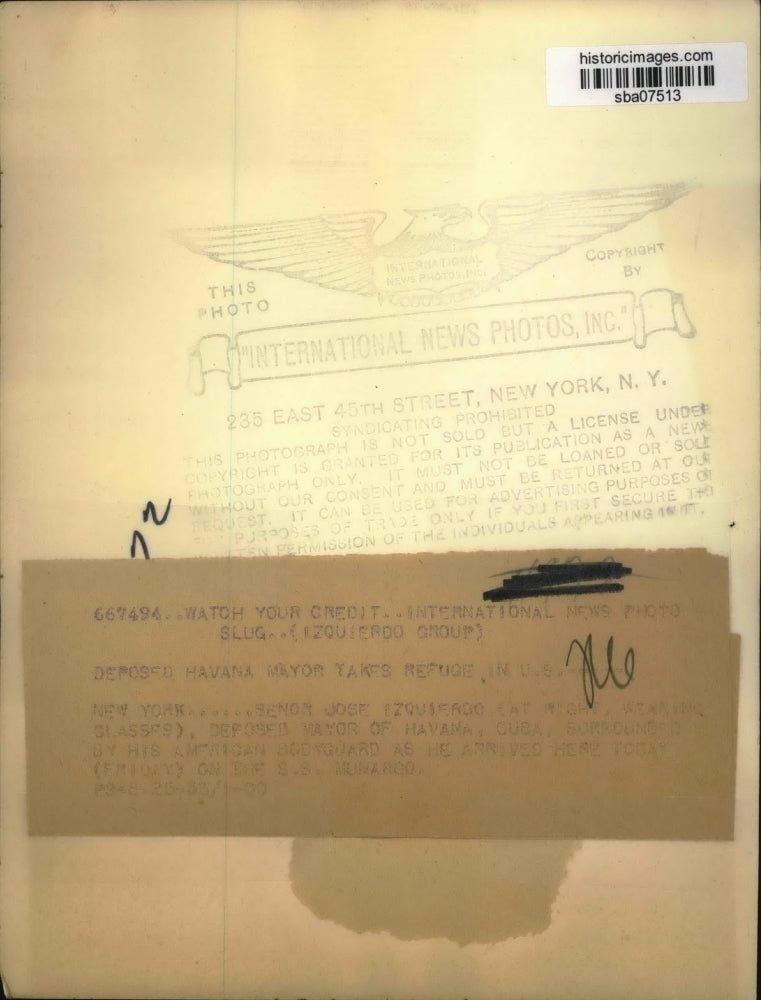 historicimages.com
sba07513
INTERNATIONAL
NEWS PHOTOS, INC.
THIS
PHOTO
COPYRIGHT
BY
"INTERNATIONAL NEWS PHOTOS, INC."
235 EAST 45TH STREET, NEW YORK, N. Y.
SYNDICATING PROHIBITED
THIS PHOTOGRAPH IS NOT SOLD BUT A LICENSE UNDER
COPYRIGHT IS GRANTED FOR ITS PUBLICATION AS A NEWS
PHOTOGRAPH ONLY. IT MUST NOT BE LOANED OR SOLD
WITHOUT OUR CONSENT AND MUST BE RETURNED AT OUR
REQUEST. IT CAN BE USED FOR ADVERTISING PURPOSES OR
PURPOSES OF TRADE ONLY IF YOU FIRST SECURE THE
PERMISSION OF THE INDIVIDUALS APPEARING IN IT.
667494..WATCH YOUR CREDIT..INTERNATIONAL NEWS PHOTO
SLUG..(IZQUIERDO GROUP)
DEPOSED HAVANA MAYOR TAKES REFUGE IN U.S.
NEW YORK.......SENOR JOSE IZQUIERDO (AT RIGHT, WEARING
GLASSES), DEPOSED MAYOR OF HAVANA, CUBA, SURROUNDED
BY HIS AMERICAN BODYGUARD AS HE ARRIVED HERE TODAY
(FRIDAY) ON THE S.S. MUNARGO.